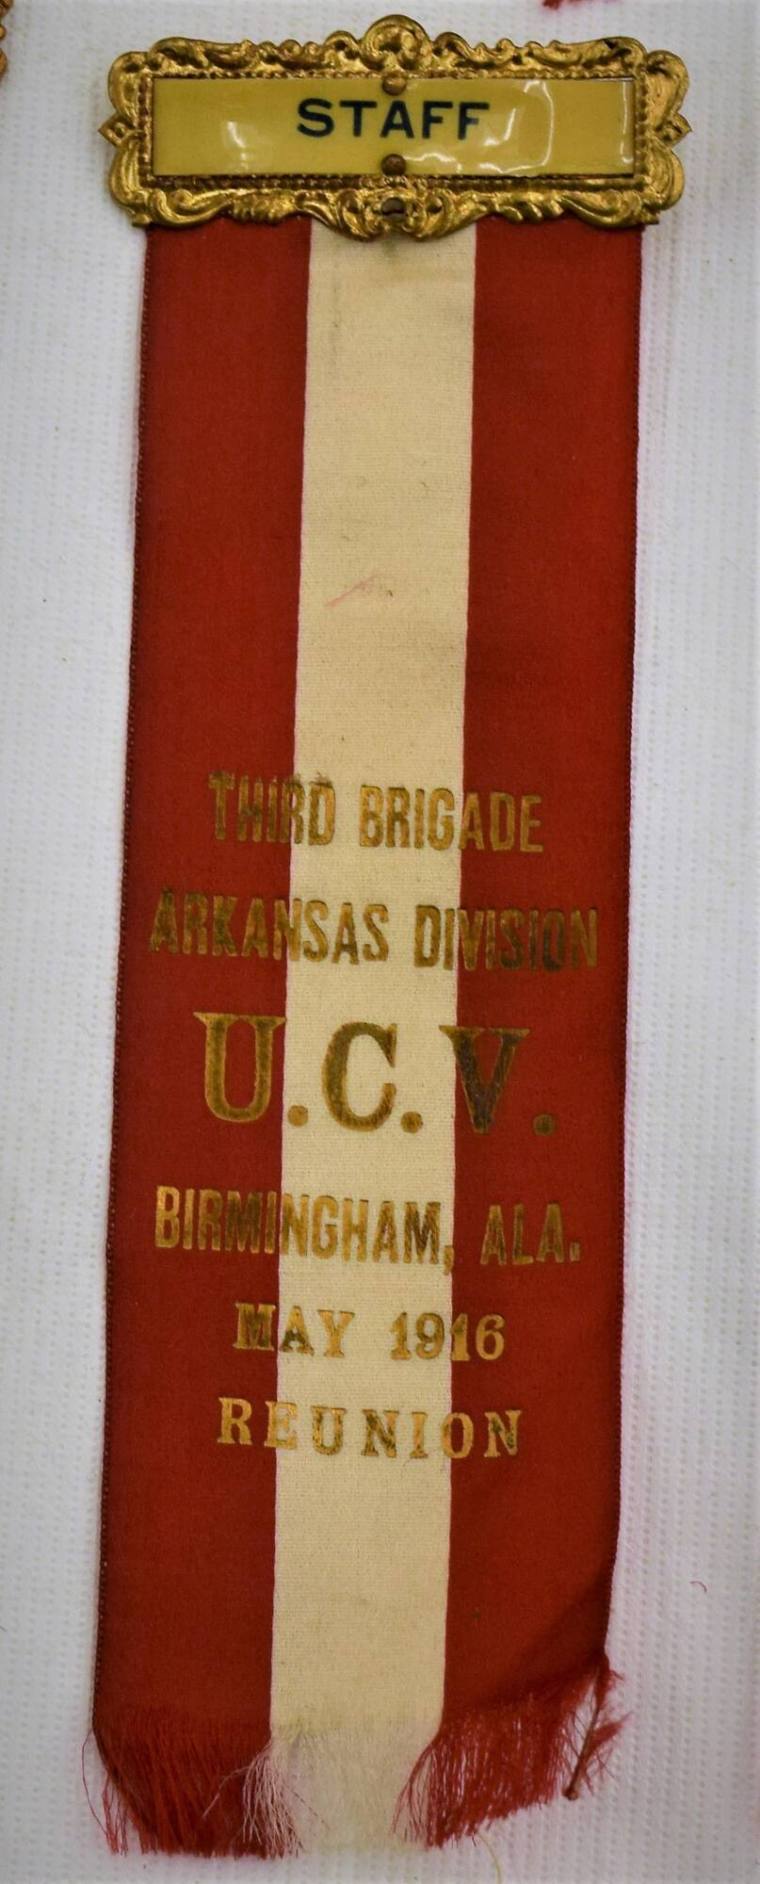 STAFF
THIRD BRIGADE
ARKANSAS DIVISION
U.C.V.
BIRMINGHAM, ALA.
MAY 1916
REUNION